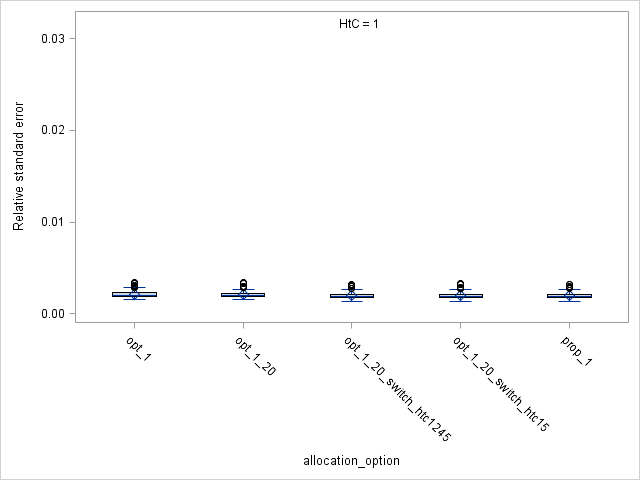 HtC = 1
0.03
0.02
0.01
0.00
Relative standard error
opt_1
opt_1_20
opt_1_20_switch_htc1245
opt_1_20_switch_htc15
prop_1
allocation_option